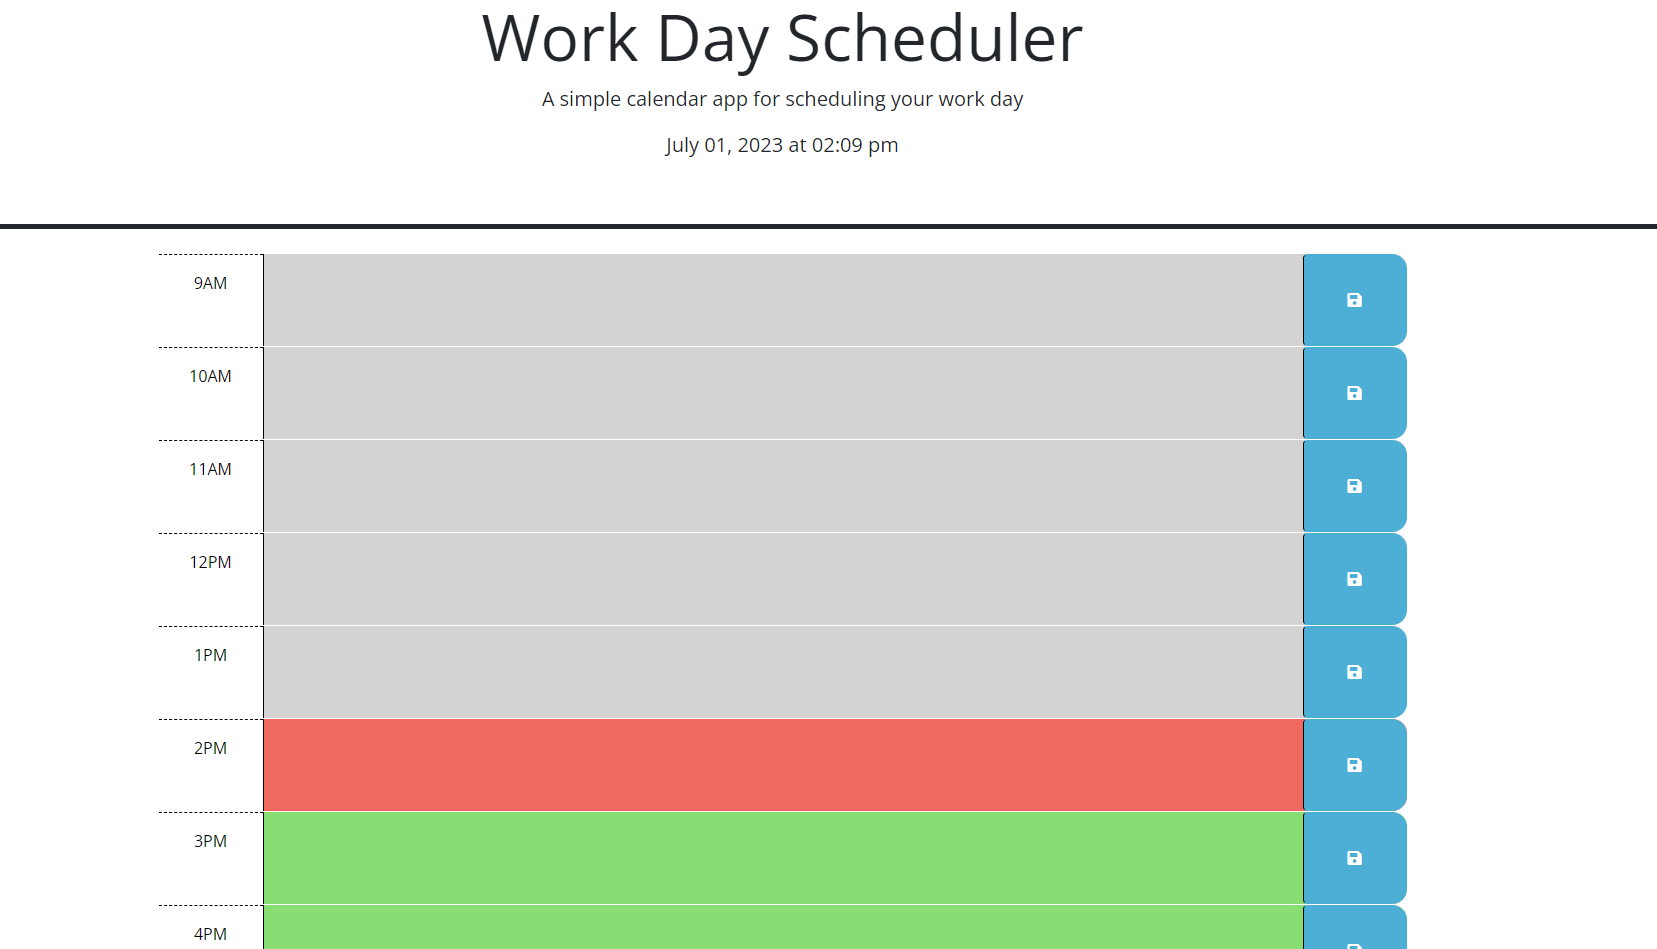 Work Day Scheduler
A simple calendar app for scheduling your work day
July 01, 2023 at 02:09 pm
9AM
10AM
11AM
12PM
1PM
2PM
3PM
4PM